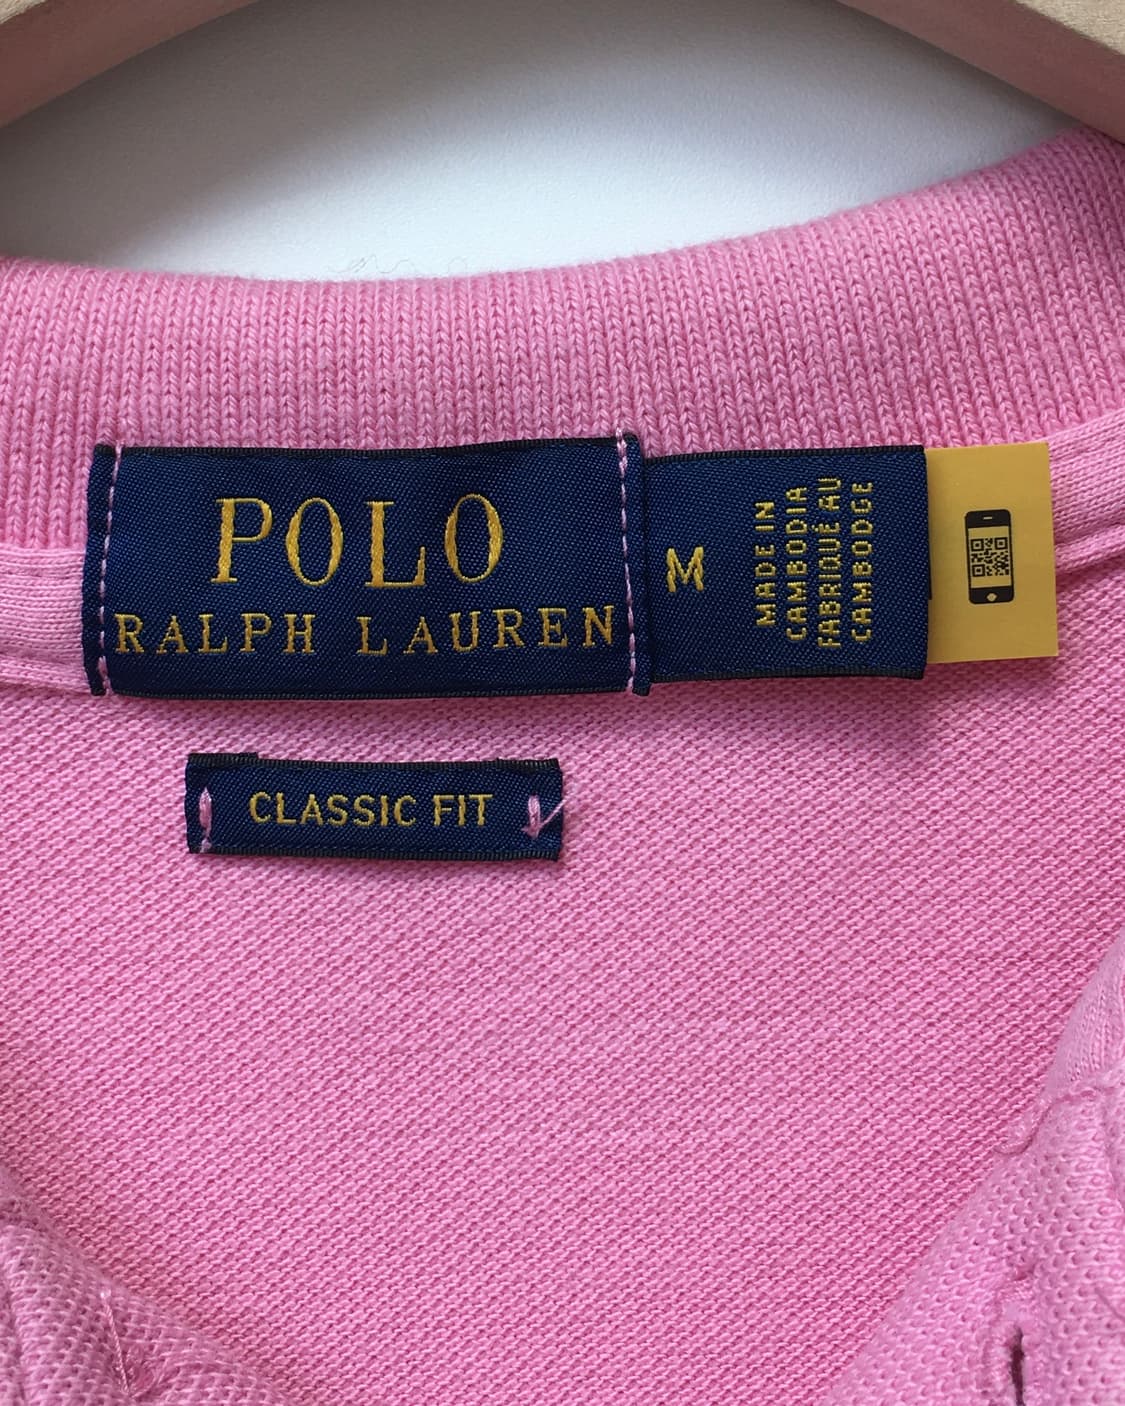 POLO
RALPH LAUREN
M
MADE IN
CAMBODIA
FABRIQUÉ AU
CAMBODGE
CLASSIC FIT